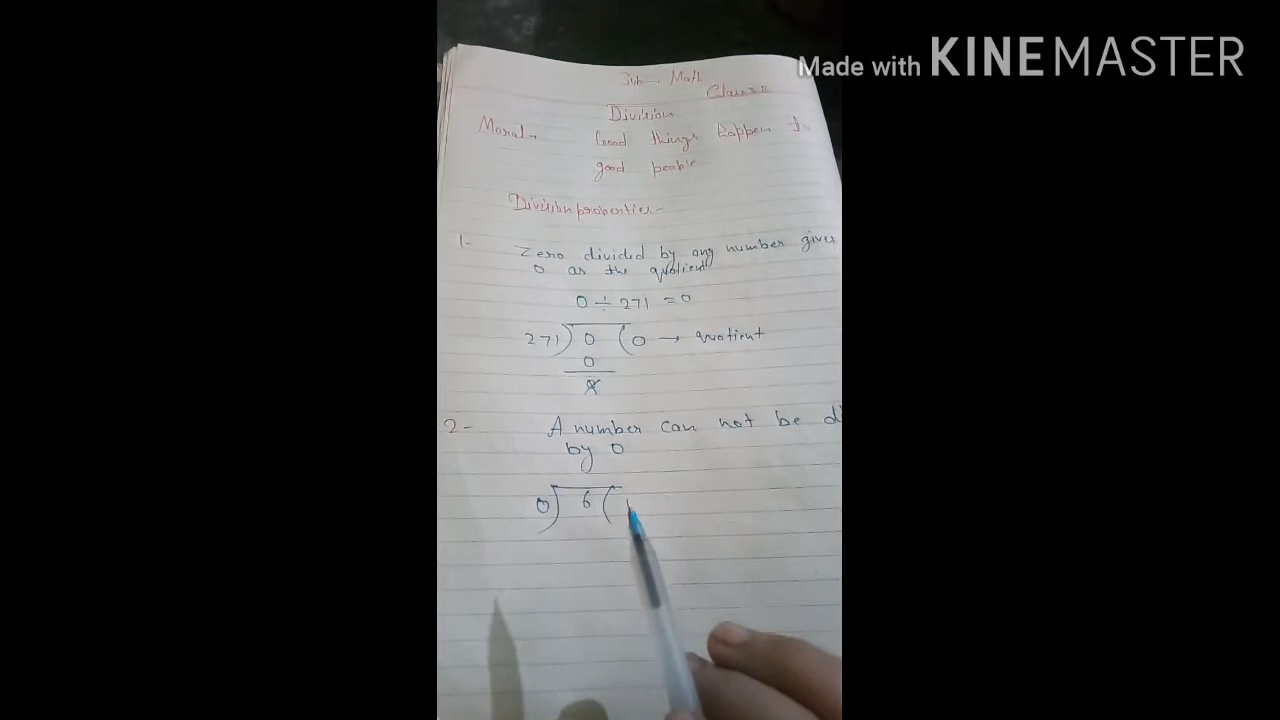 Made with KINEMASTER
Sub → Math
Class
Division
Moral → Good things happen
good people
Division properties -
1- Zero divided by any number gives
0 as the quotient
0 ÷ 271 = 0
271) 0 (0 → quotient
0
2- A number can not be di
by 0
0) 6 (